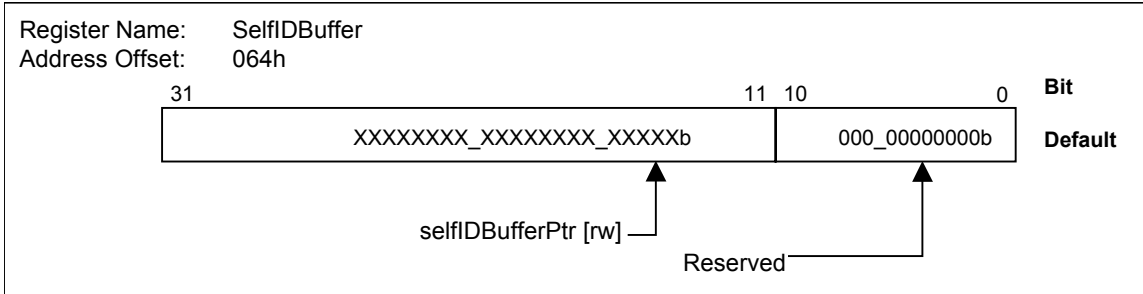 Register Name: SelfIDBuffer
Address Offset: 064h
31 11 10 0 Bit
XXXXXXXX_XXXXXXXX_XXXXXb 000_00000000b Default
selfIDBufferPtr [rw]
Reserved